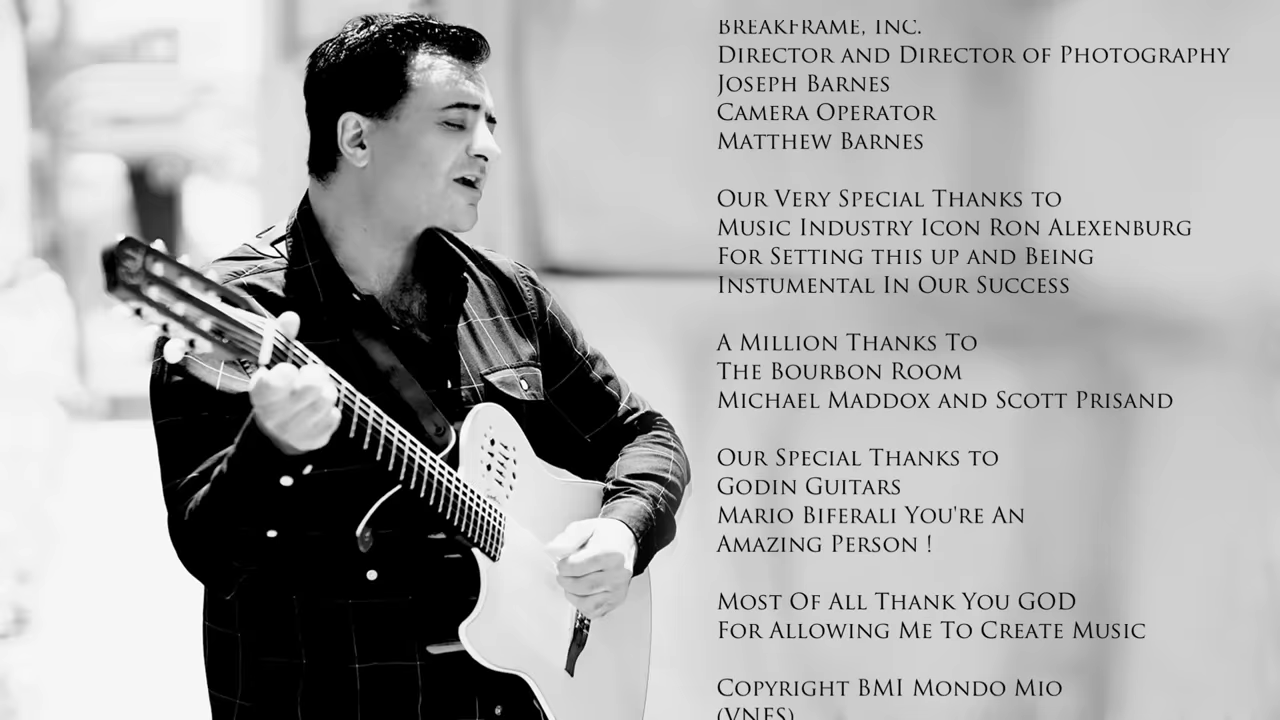 BREAKFRAME, INC.
DIRECTOR AND DIRECTOR OF PHOTOGRAPHY
JOSEPH BARNES
CAMERA OPERATOR
MATTHEW BARNES
OUR VERY SPECIAL THANKS TO
MUSIC INDUSTRY ICON RON ALEXENBURG
FOR SETTING THIS UP AND BEING
INSTUMENTAL IN OUR SUCCESS
A MILLION THANKS TO
THE BOURBON ROOM
MICHAEL MADDOX AND SCOTT PRISAND
OUR SPECIAL THANKS TO
GODIN GUITARS
MARIO BIFERALI YOU'RE AN
AMAZING PERSON !
MOST OF ALL THANK YOU GOD
FOR ALLOWING ME TO CREATE MUSIC
COPYRIGHT BMI MONDO MIO
(VNES)